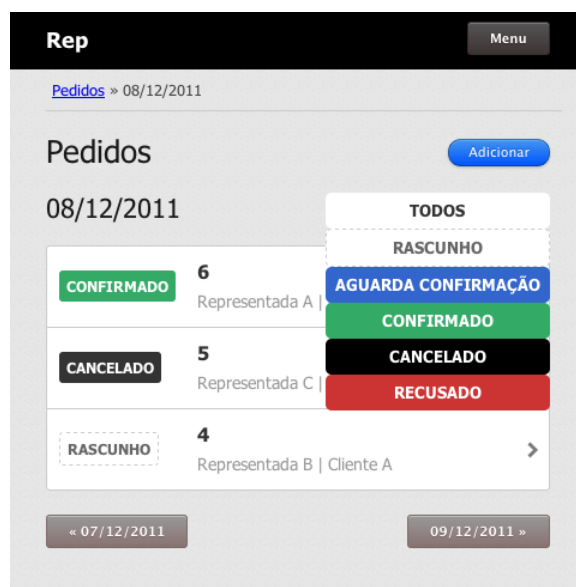 Rep
Menu
Pedidos » 08/12/2011
Pedidos
Adicionar
08/12/2011
TODOS
RASCUNHO
AGUARDA CONFIRMAÇÃO
CONFIRMADO
CANCELADO
RECUSADO
CONFIRMADO
6
Representada A |
CANCELADO
5
Representada C |
RASCUNHO
4
Representada B | Cliente A
« 07/12/2011
09/12/2011 »